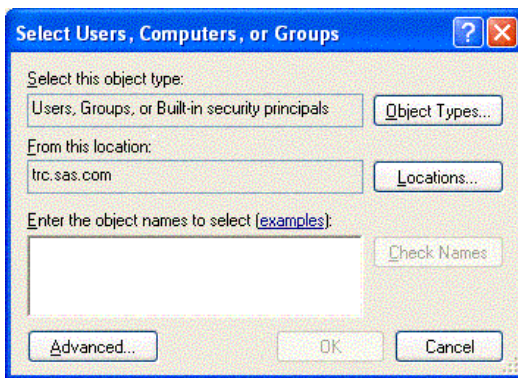 Select Users, Computers, or Groups
Select this object type:
Users, Groups, or Built-in security principals
Object Types...
From this location:
trc.sas.com
Locations...
Enter the object names to select (examples):
Check Names
Advanced...
OK
Cancel